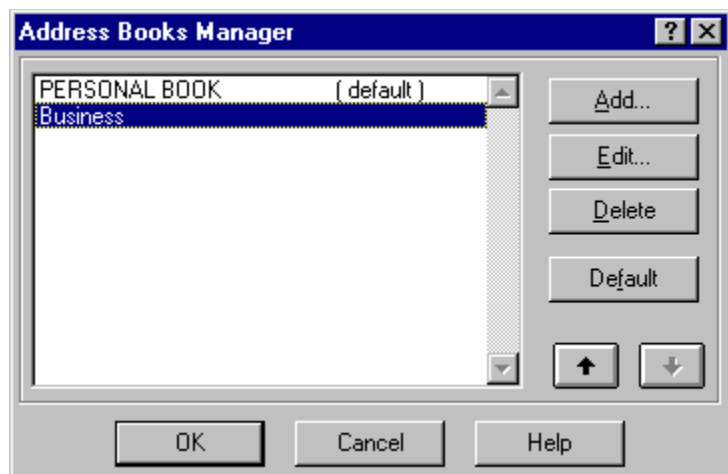 Address Books Manager
PERSONAL BOOK ( default )
Business
Add...
Edit...
Delete
Default
OK Cancel Help